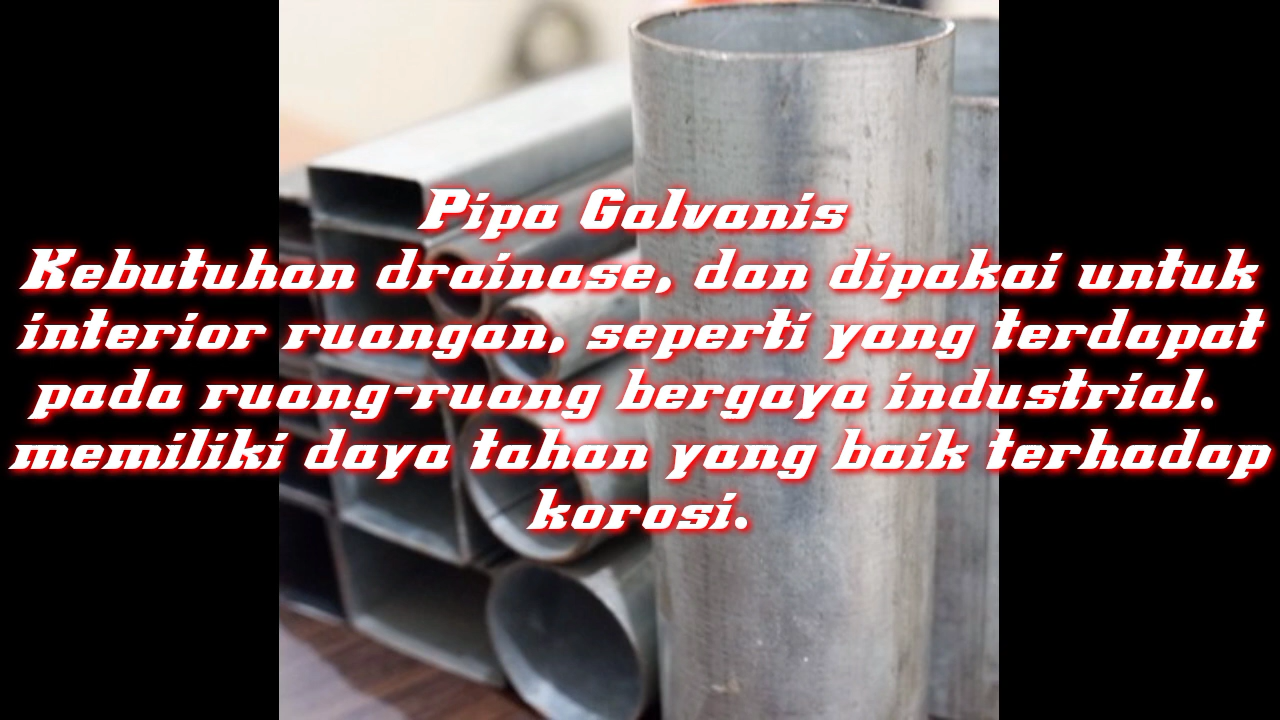 Pipa Galvanis
Kebutuhan drainase, dan dipakai untuk
interior ruangan, seperti yang terdapat
pada ruang-ruang bergaya industrial.
memiliki daya tahan yang baik terhadap
korosi.